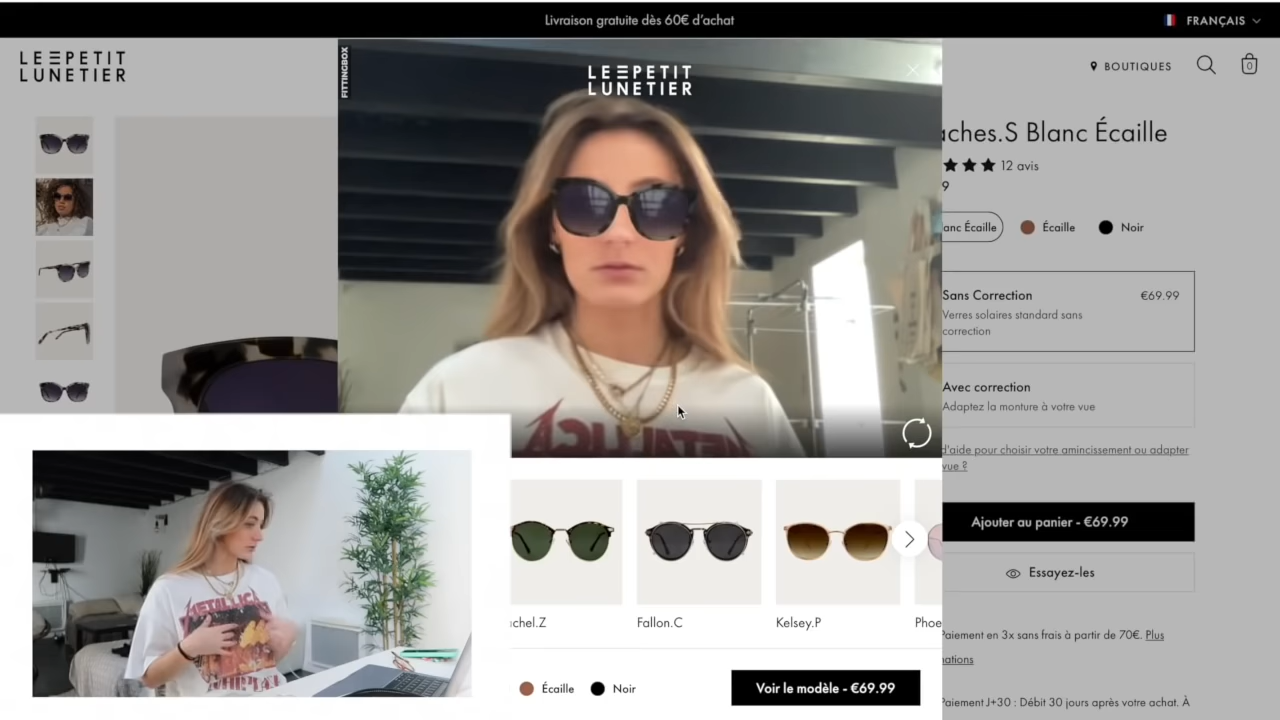 Livraison gratuite dès 60€ d'achat
FRANÇAIS
LE PETIT
LUNETIER
FITTINGBOX
LE PETIT
LUNETIER
BOUTIQUES
0
aches.S Blanc Écaille
12 avis
9
anc Écaille
Écaille
Noir
Sans Correction
€69.99
Verres solaires standard sans
correction
Avec correction
Adaptez la monture à votre vue
d'aide pour choisir votre amincissement ou adapter
vue ?
METALLICA
Ajouter au panier - €69.99
Essayez-les
METALLICA
chel.Z
Fallon.C
Kelsey.P
Phoe
Paiement en 3x sans frais à partir de 70€. Plus
nations
Écaille
Noir
Voir le modèle - €69.99
Paiement J+30 : Débit 30 jours après votre achat. À